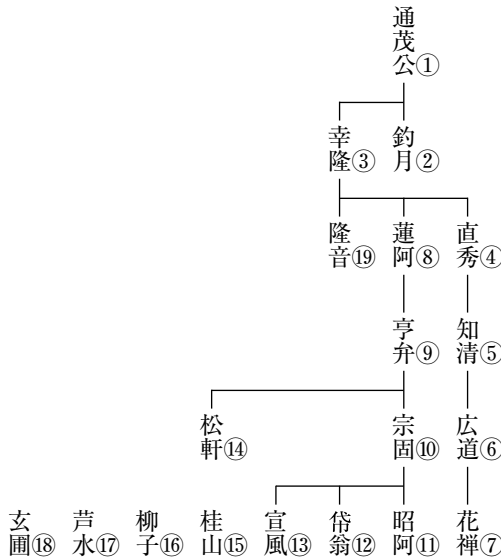 通茂公①
釣月②
幸隆③
直秀④
蓮阿⑧
隆音⑲
知清⑤
亨弁⑨
広道⑥
宗固⑩
松軒⑭
花禅⑦
昭阿⑪
岱翁⑫
宣風⑬
桂山⑮
柳子⑯
芦水⑰
玄圃⑱